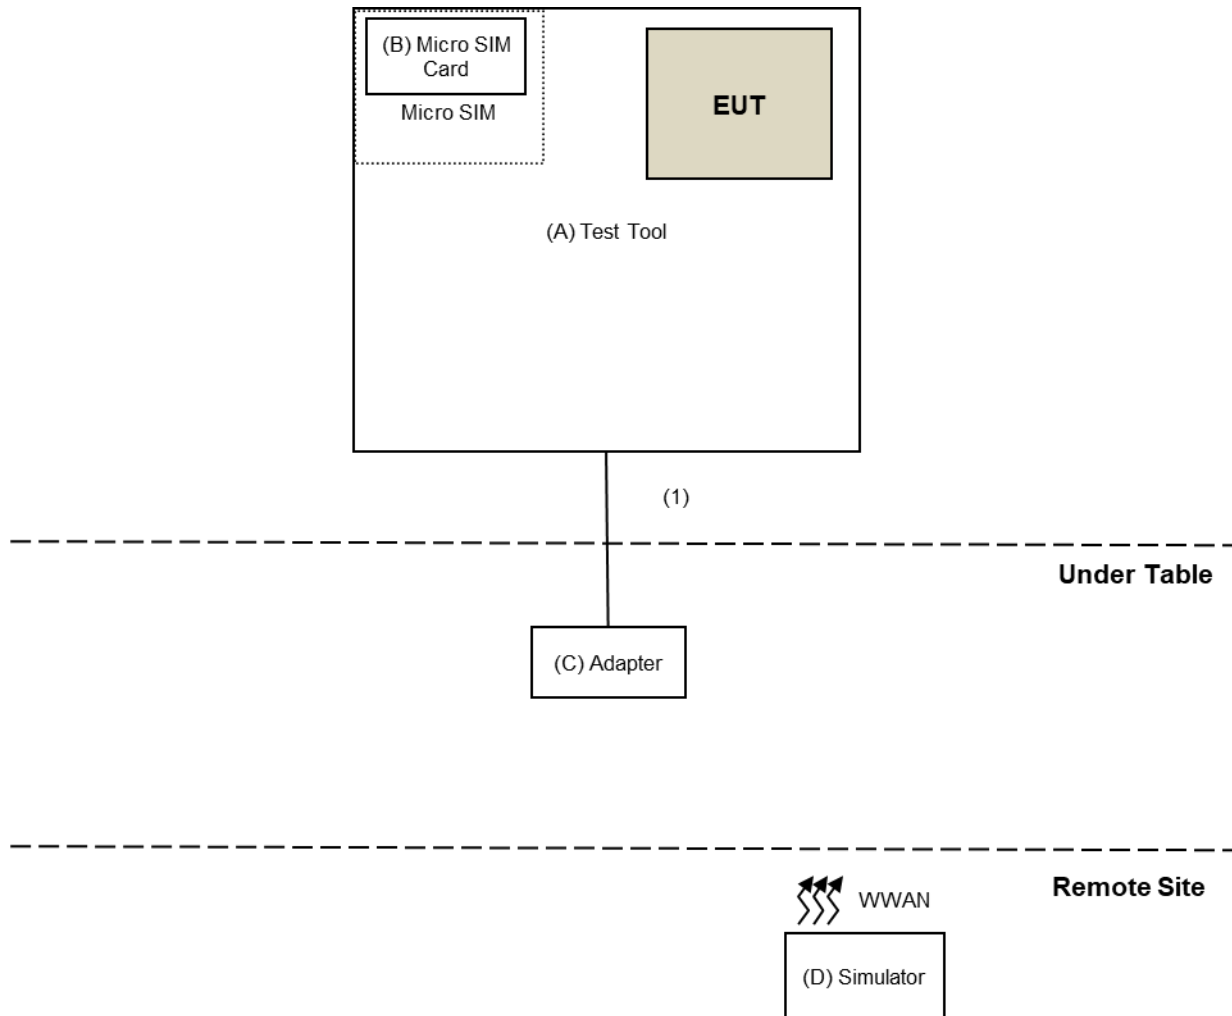 (B) Micro SIM
Card
Micro SIM
EUT
(A) Test Tool
(1)
Under Table
(C) Adapter
Remote Site
WWAN
(D) Simulator